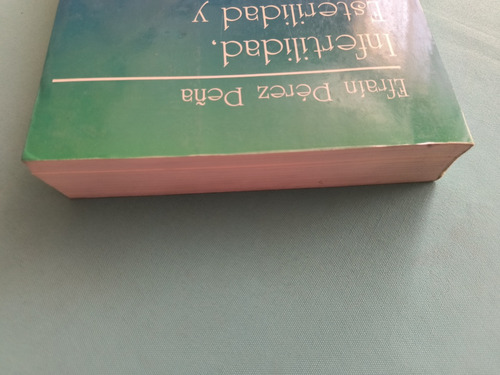 Efraín Pérez Peña
Infertilidad,
Esterilidad y